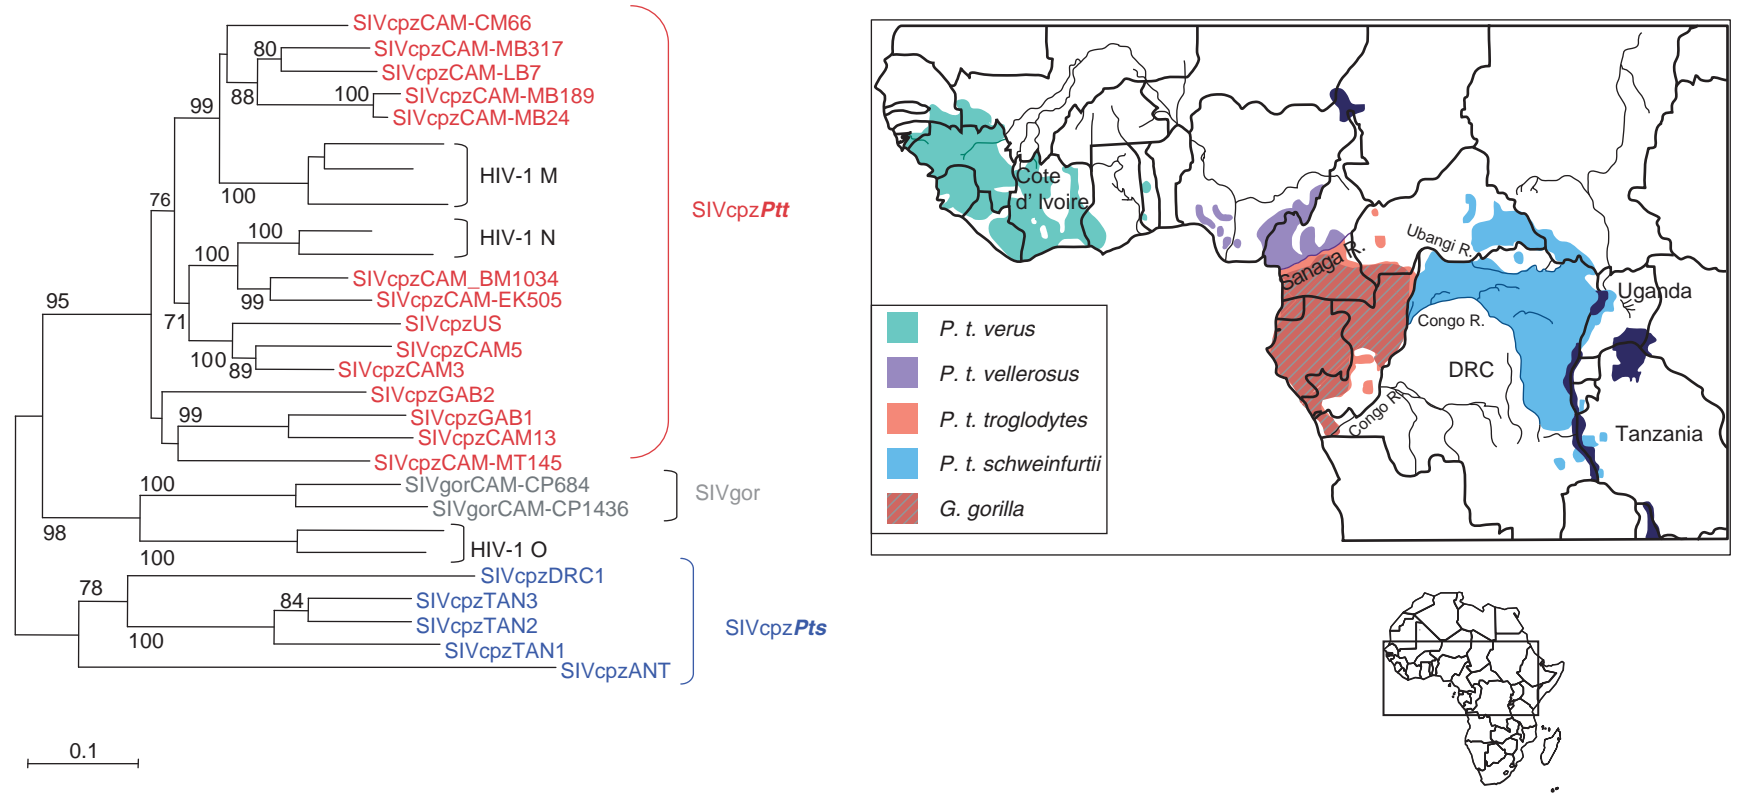 SIVcpzCAM-CM66
80
SIVcpzCAM-MB317
SIVcpzCAM-LB7
88
100
SIVcpzCAM-MB189
99
SIVcpzCAM-MB24
HIV-1 M
100
76
SIVcpzPtt
100
HIV-1 N
100
SIVcpzCAM_BM1034
99
SIVcpzCAM-EK505
71
SIVcpzUS
95
SIVcpzCAM5
100
89
SIVcpzCAM3
SIVcpzGAB2
99
SIVcpzGAB1
SIVcpzCAM13
SIVcpzCAM-MT145
100
SIVgorCAM-CP684
SIVgor
SIVgorCAM-CP1436
98
HIV-1 O
100
SIVcpzDRC1
78
84
SIVcpzTAN3
SIVcpzTAN2
SIVcpzPts
100
SIVcpzTAN1
SIVcpzANT
0.1
Cote
d' Ivoire
Sanaga R.
Ubangi R.
Uganda
Congo R.
DRC
Congo R.
Tanzania
P. t. verus
P. t. vellerosus
P. t. troglodytes
P. t. schweinfurtii
G. gorilla